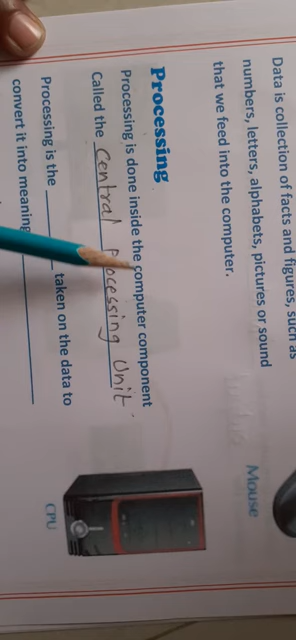 Data is collection of facts and figures, such as
numbers, letters, alphabets, pictures or sound
that we feed into the computer.
Mouse
Processing
Processing is done inside the computer component
Called the Central Processing Unit.
Processing is the ________ taken on the data to
convert it into ________
CPU